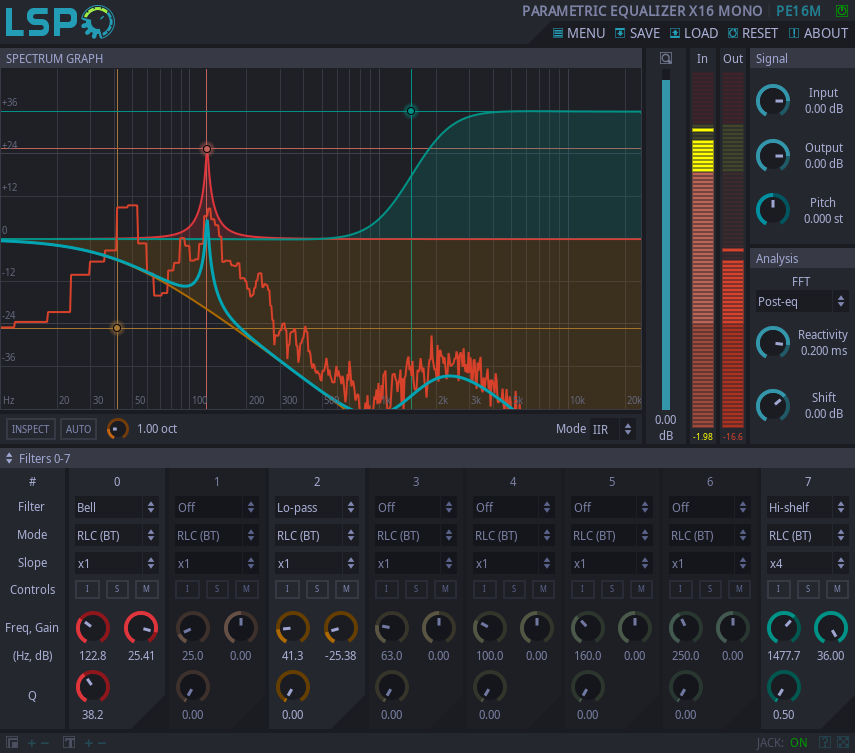 LSP
PARAMETRIC EQUALIZER X16 MONO PE16M
MENU SAVE LOAD RESET ABOUT
SPECTRUM GRAPH In Out Signal
+36
+24
+12
0
-12
-24
-36
Hz 20 30 50 100 200 300 500 1k 2k 3k 5k 10k 20k
0.00
dB
-1.98 -16.6
Input
0.00 dB
Output
0.00 dB
Pitch
0.000 st
Analysis
FFT
Post-eq
Reactivity
0.200 ms
Shift
0.00 dB
INSPECT AUTO 1.00 oct Mode IIR
Filters 0-7
# 0 1 2 3 4 5 6 7
Filter Bell Off Lo-pass Off Off Off Off Hi-shelf
Mode RLC (BT) RLC (BT) RLC (BT) RLC (BT) RLC (BT) RLC (BT) RLC (BT) RLC (BT)
Slope x1 x1 x1 x1 x1 x1 x1 x4
Controls I S M I S M I S M I S M I S M I S M I S M I S M
Freq, Gain
(Hz, dB) 122.8 25.41 25.0 0.00 41.3 -25.38 63.0 0.00 100.0 0.00 160.0 0.00 250.0 0.00 1477.7 36.00
Q
38.2 0.00 0.00 0.00 0.00 0.00 0.00 0.50
JACK: ON